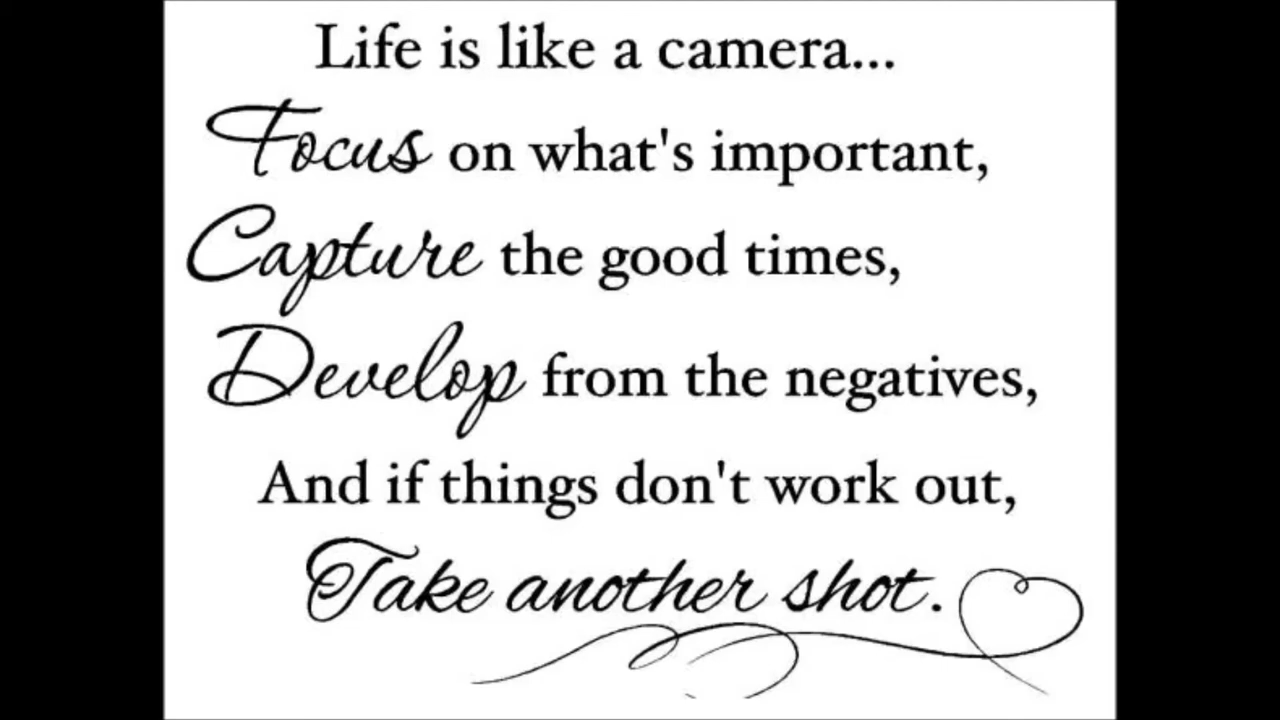 Life is like a camera...
Focus on what's important,
Capture the good times,
Develop from the negatives,
And if things don't work out,
Take another shot.